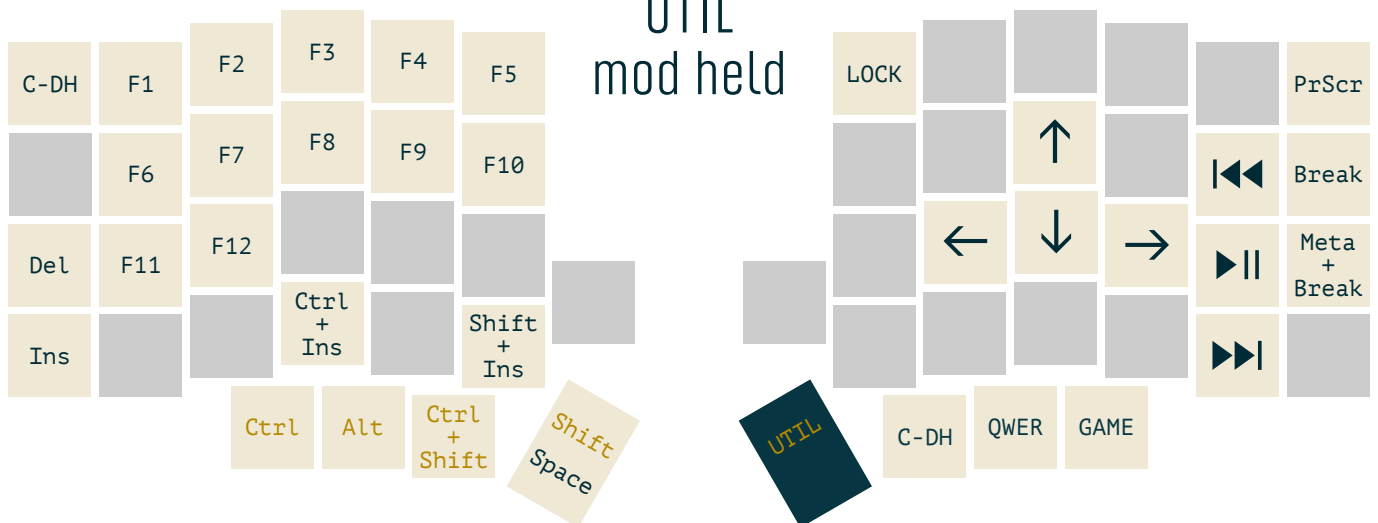 UTIL
mod held
C-DH
F1
F2
F3
F4
F5
LOCK
PrScr
F6
F7
F8
F9
F10
Break
Del
F11
F12
Meta
+
Break
Ins
Ctrl
+
Ins
Shift
+
Ins
Ctrl
Alt
Ctrl
+
Shift
Shift
Space
UTIL
C-DH
QWER
GAME